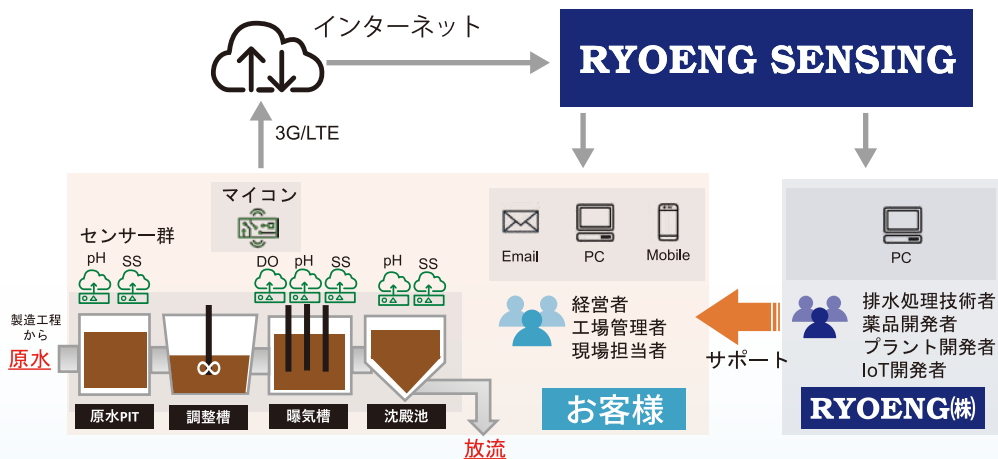 インターネット
RYOENG SENSING
3G/LTE
マイコン
センサー群
pH
SS
DO
pH
SS
pH
SS
製造工程
から
原水
原水PIT
調整槽
曝気槽
沈殿池
放流
Email
PC
Mobile
経営者
工場管理者
現場担当者
お客様
サポート
PC
排水処理技術者
薬品開発者
プラント開発者
IoT開発者
RYOENG㈱